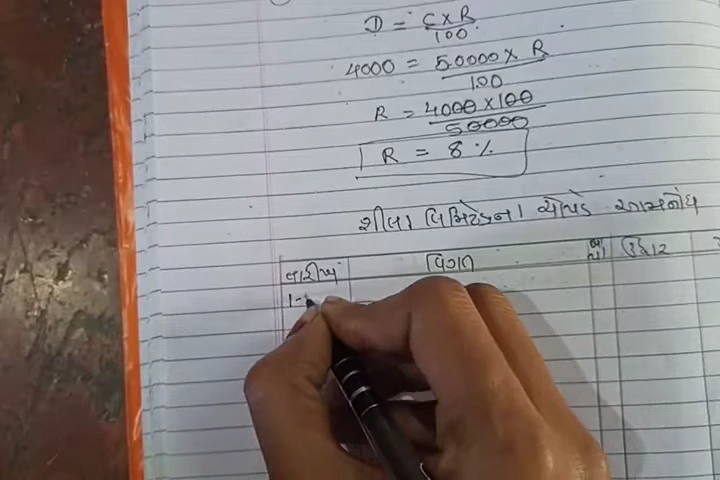 D = C × R / 100
4000 = 50000 × R / 100
R = 4000 × 100 / 50000
R = 8 %
શીલા લિમિટેડના ચોપડે આમનોંધ
તારીખ વિગત ખા પા ઉધાર
1-